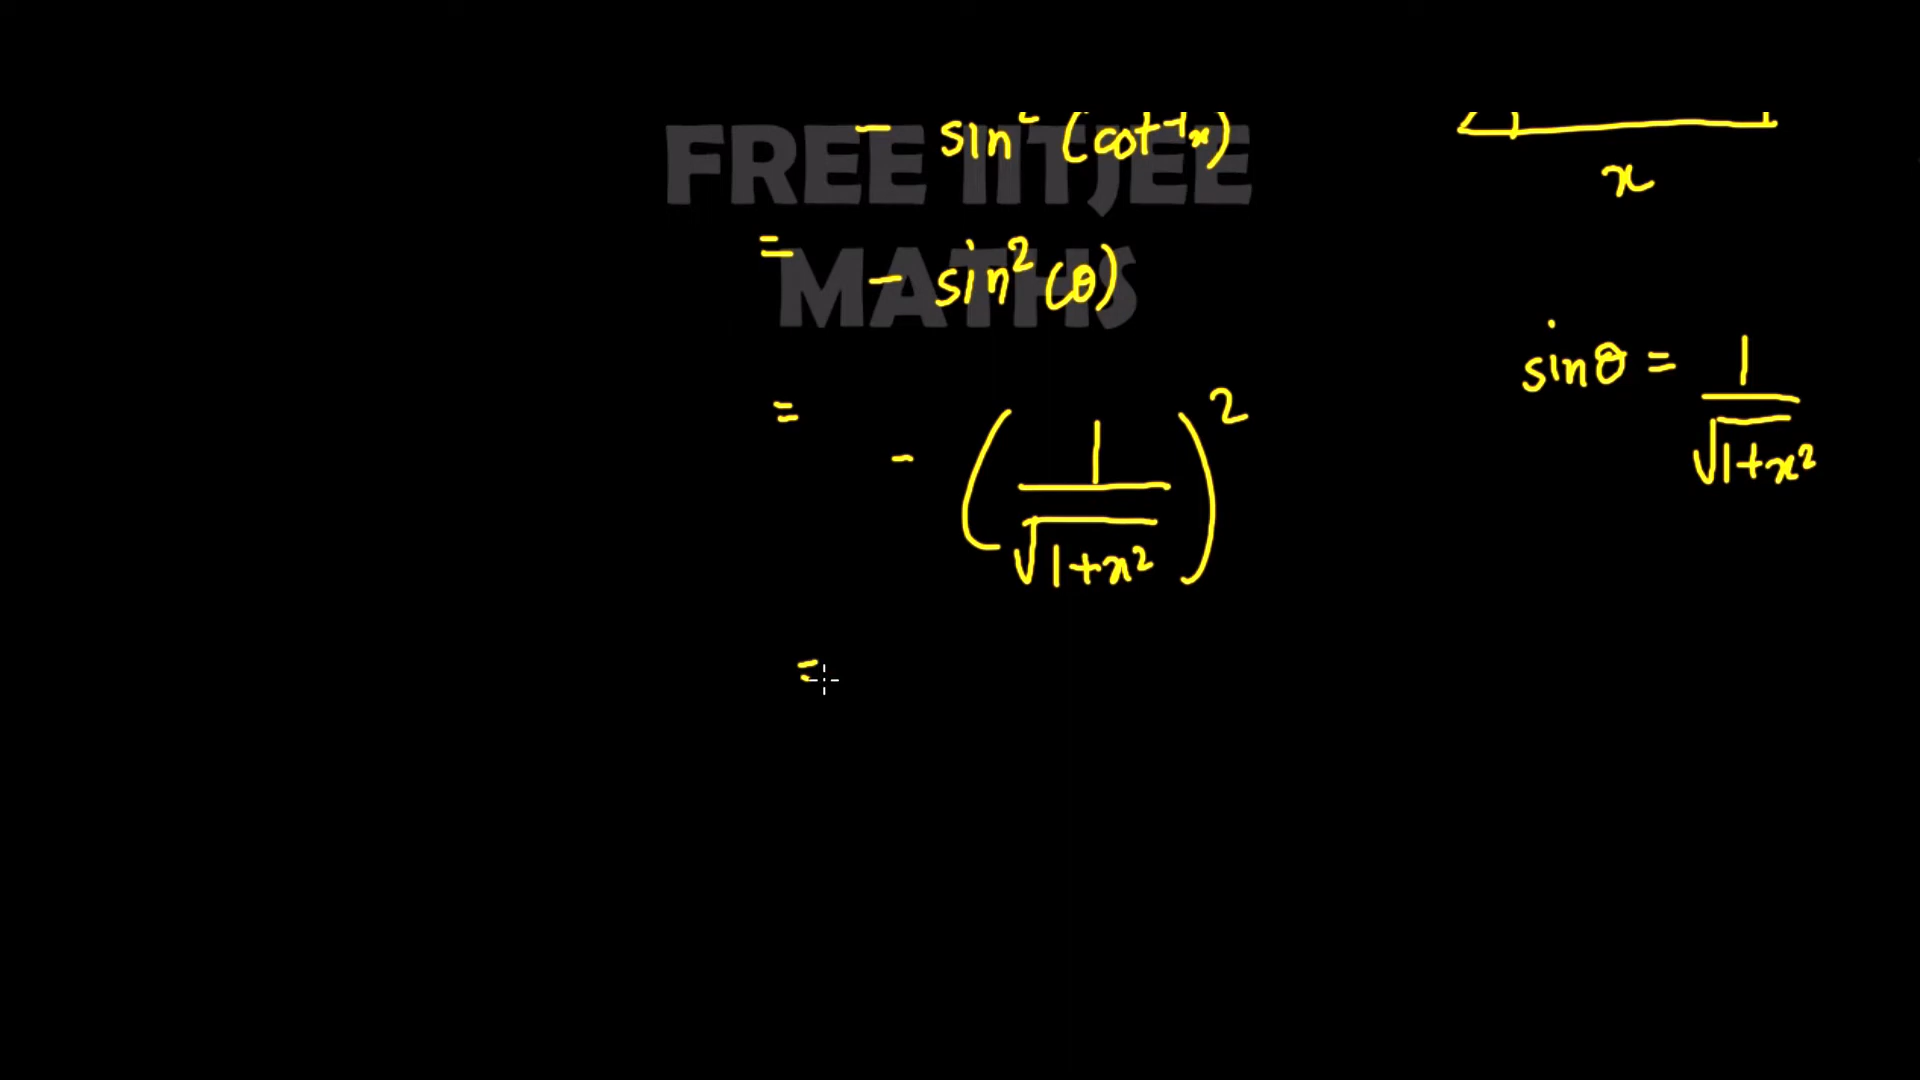 FREE IITJEE
MATHS
- sin² (cot⁻¹x)
x
= - sin² (θ)
sinθ = 1/√(1+x²)
= - (1/√(1+x²))²
=